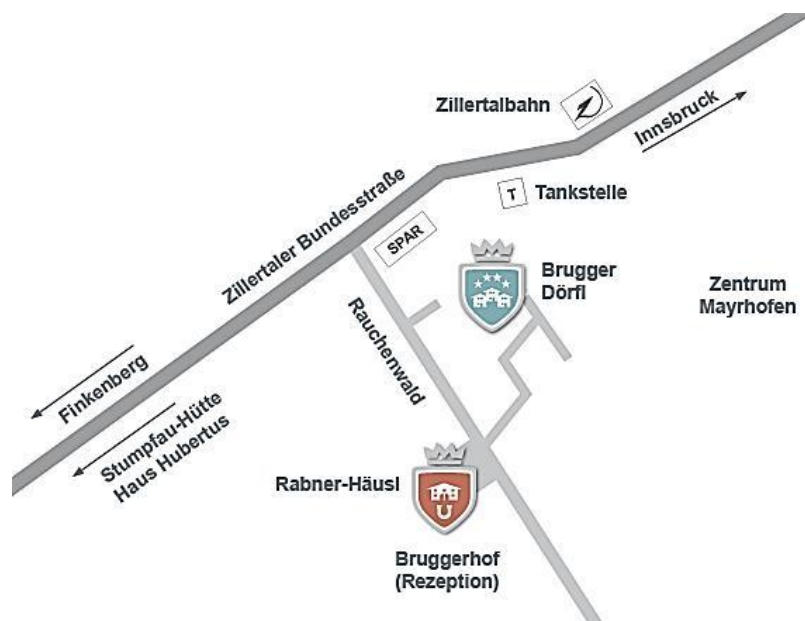 Zillertalbahn
Innsbruck
Zillertaler Bundesstraße
T
Tankstelle
SPAR
Brugger
Dörfl
Zentrum
Mayrhofen
Rauchenwald
Finkenberg
Stumpfau-Hütte
Haus Hubertus
Rabner-Häusl
Bruggerhof
(Rezeption)